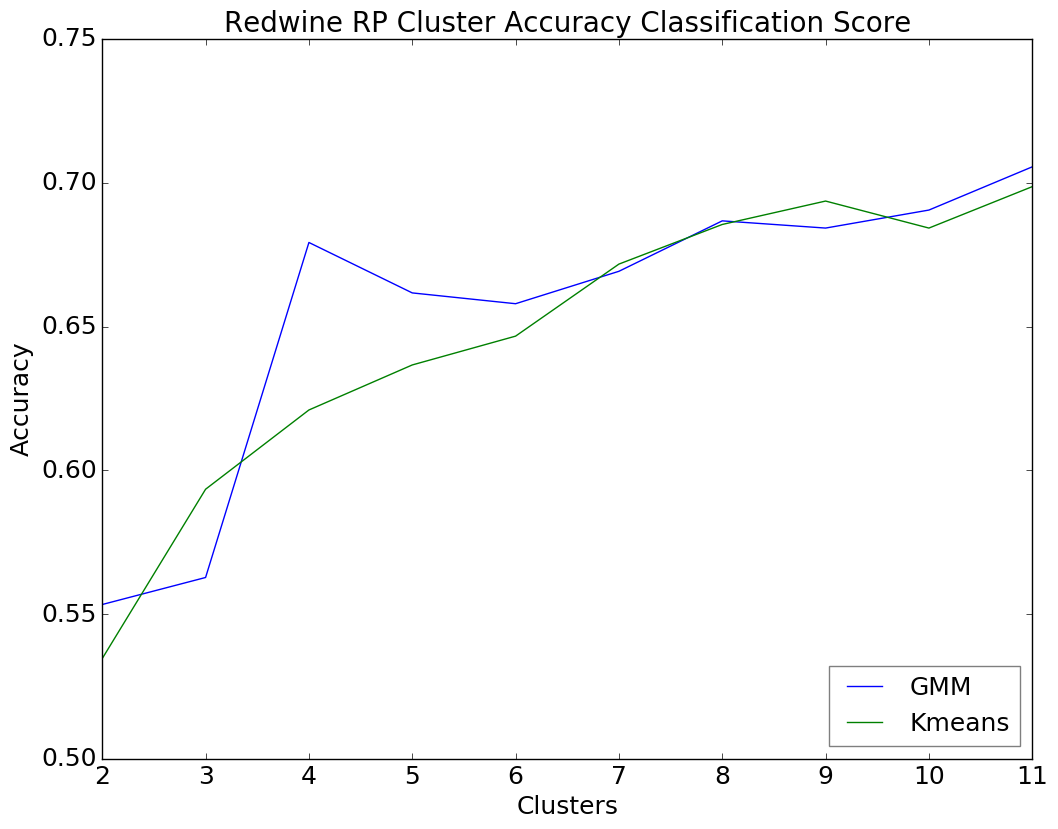 Redwine RP Cluster Accuracy Classification Score
0.75
0.70
0.65
0.60
0.55
0.50
Accuracy
2 3 4 5 6 7 8 9 10 11
Clusters
GMM
Kmeans